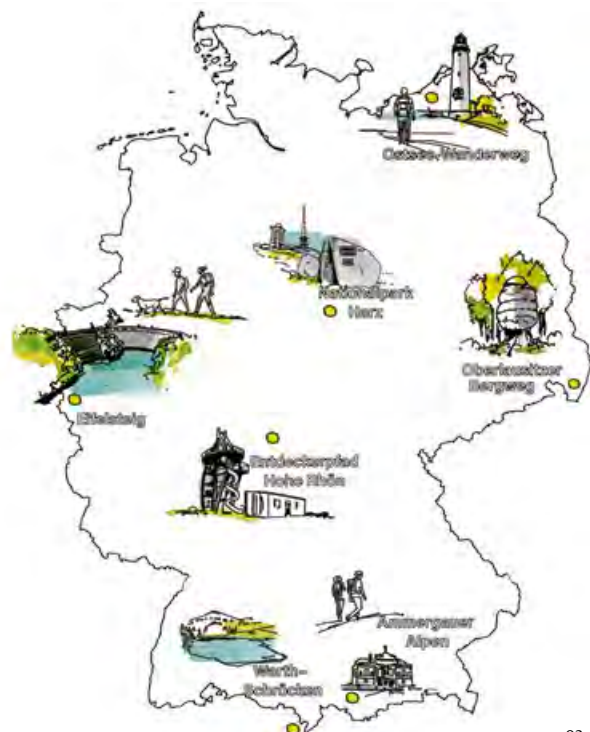 Ostsee-Wanderweg
Nationalpark
Harz
Oberlausitzer
Bergweg
Eifelsteig
Entdeckerpfad
Hohe Rhön
Ammergauer
Alpen
Warth-
Schröcken